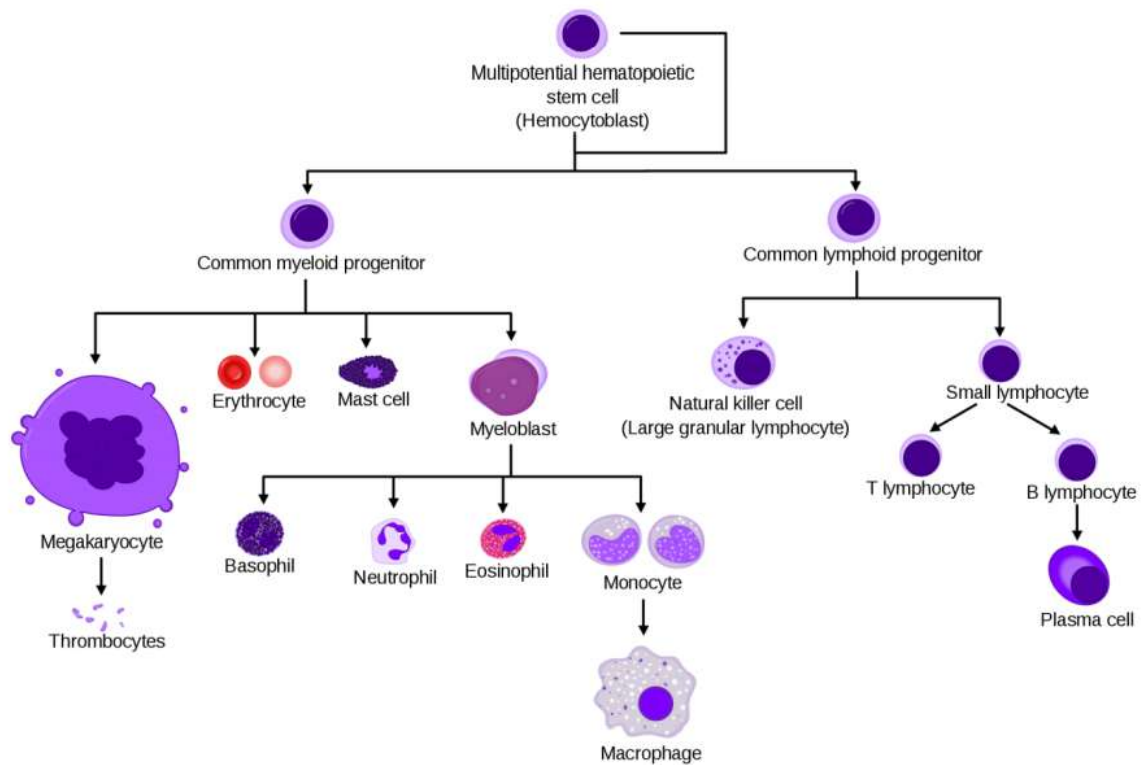 Multipotential hematopoietic
stem cell
(Hemocytoblast)
Common myeloid progenitor
Common lymphoid progenitor
Erythrocyte
Mast cell
Myeloblast
Natural killer cell
(Large granular lymphocyte)
Small lymphocyte
T lymphocyte
B lymphocyte
Megakaryocyte
Basophil
Neutrophil
Eosinophil
Monocyte
Plasma cell
Thrombocytes
Macrophage